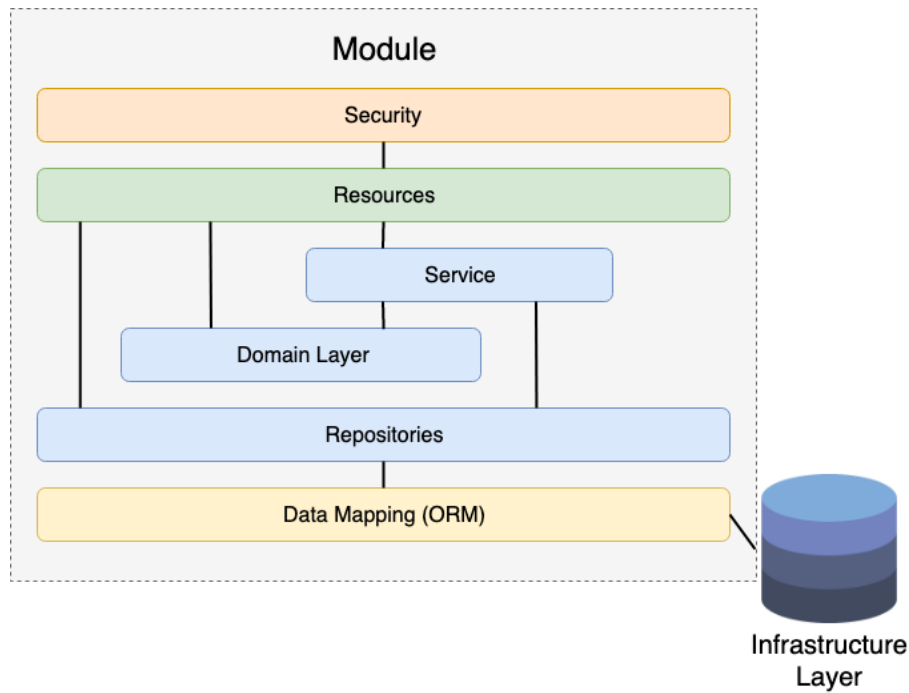 Module
Security
Resources
Service
Domain Layer
Repositories
Data Mapping (ORM)
Infrastructure
Layer